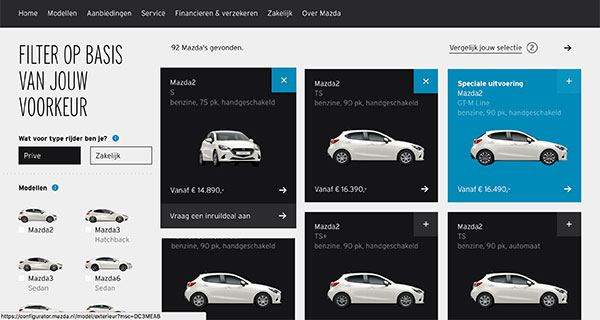 Home Modellen Aanbiedingen Service Financieren & verzekeren Zakelijk Over Mazda
FILTER OP BASIS
VAN JOUW
VOORKEUR
Wat voor type rijder ben je? i
Prive Zakelijk
Modellen i
Mazda2 Mazda3
Hatchback
Mazda3 Mazda6
Sedan Sedan
92 Mazda's gevonden. Vergelijk jouw selectie 2 →
Mazda2 ×
S
benzine, 75 pk, handgeschakeld
Vanaf € 14.890,- →
Vraag een inruildeal aan
Mazda2 ×
TS
benzine, 90 pk, handgeschakeld
Vanaf € 16.390,- →
Speciale uitvoering +
Mazda2
GT-M Line
benzine, 90 pk, handgeschakeld
Vanaf € 16.490,- →
benzine, 90 pk, handgeschakeld
Mazda2 +
TS+
benzine, 90 pk, handgeschakeld
Mazda2 +
TS
benzine, 90 pk, automaat
https://configurator.mazda.nl/model/exterieur?msc=DC3MEAB